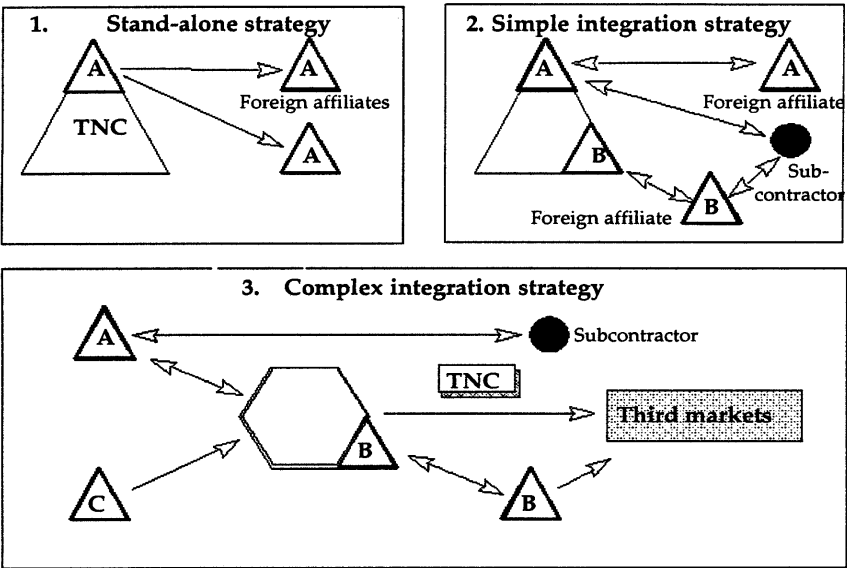 1. Stand-alone strategy
A
A
Foreign affiliates
TNC
A
2. Simple integration strategy
A
A
Foreign affiliate
B
Sub-
contractor
B
Foreign affiliate
3. Complex integration strategy
A
Subcontractor
TNC
Third markets
B
C
B